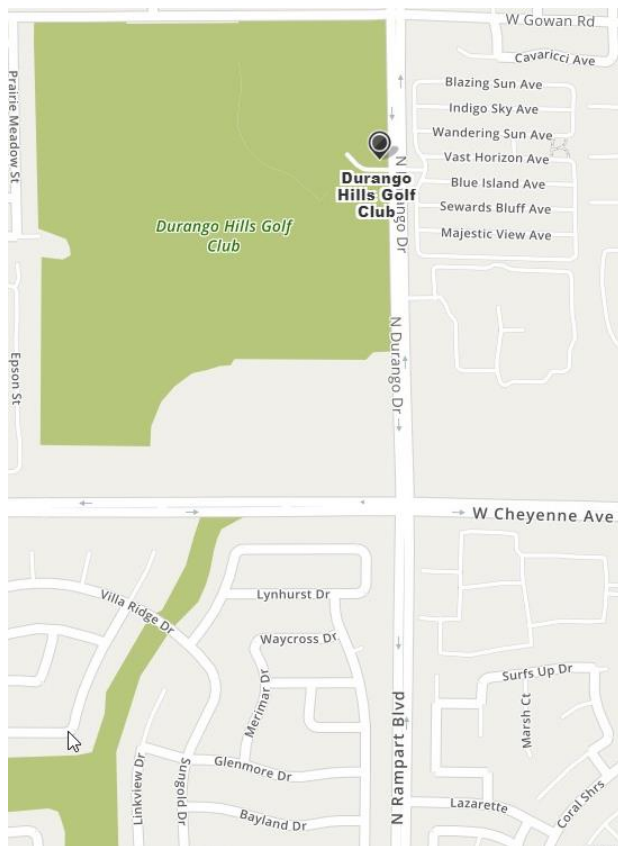 W Gowan Rd
Cavaricci Ave
Prairie Meadow St
Blazing Sun Ave
Indigo Sky Ave
Wandering Sun Ave
Vast Horizon Ave
Durango
Hills Golf
Club
Blue Island Ave
Sewards Bluff Ave
Majestic View Ave
Durango Hills Golf
Club
N Durango Dr
N Durango Dr
Epson St
W Cheyenne Ave
Villa Ridge Dr
Lynhurst Dr
Waycross Dr
Merimar Dr
Surfs Up Dr
Marsh Ct
N Rampart Blvd
Glenmore Dr
Linkview Dr
Sungold Dr
Bayland Dr
Lazarette
Coral Shrs